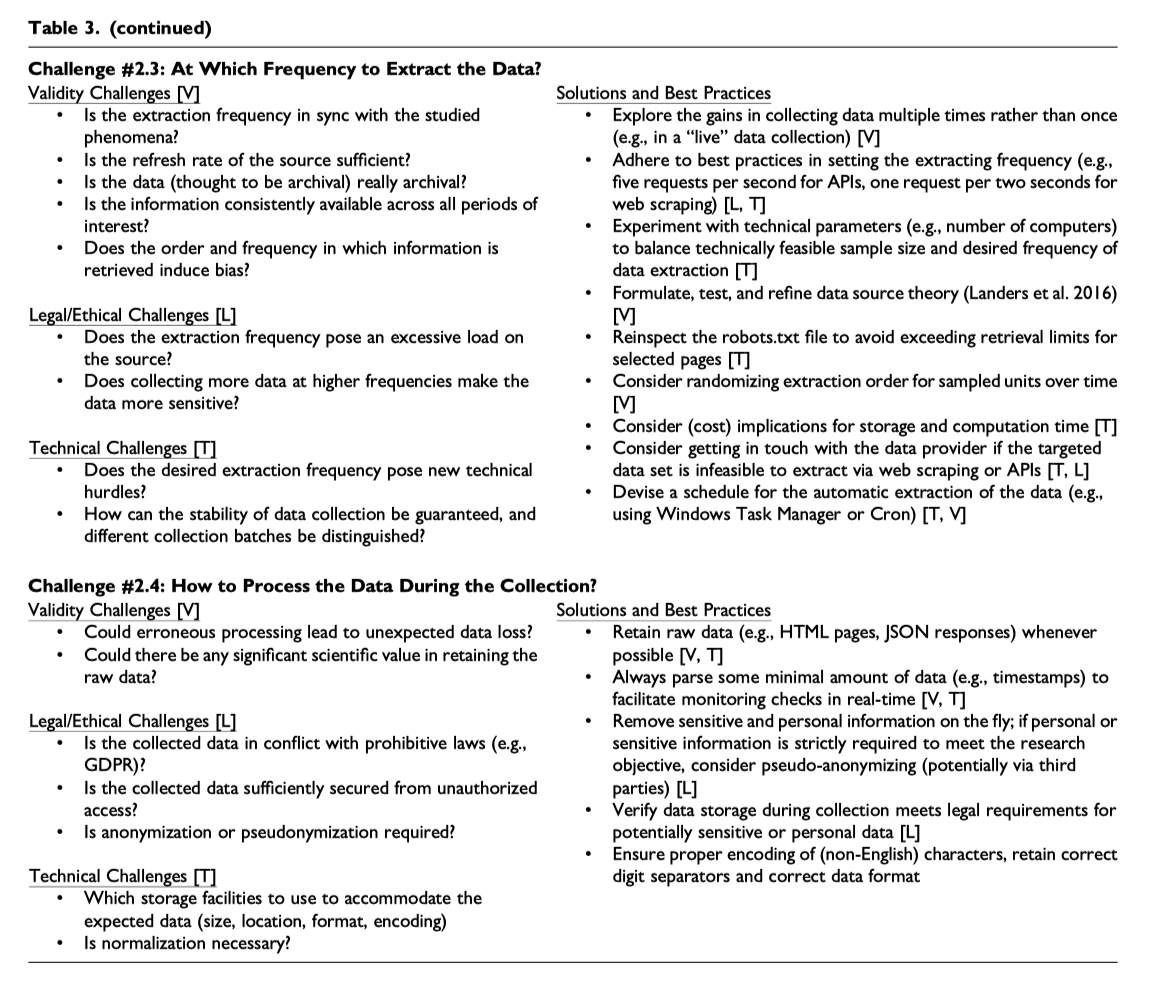 Table 3. (continued)
Challenge #2.3: At Which Frequency to Extract the Data?
Validity Challenges [V]
• Is the extraction frequency in sync with the studied
phenomena?
• Is the refresh rate of the source sufficient?
• Is the data (thought to be archival) really archival?
• Is the information consistently available across all periods of
interest?
• Does the order and frequency in which information is
retrieved induce bias?
Legal/Ethical Challenges [L]
• Does the extraction frequency pose an excessive load on
the source?
• Does collecting more data at higher frequencies make the
data more sensitive?
Technical Challenges [T]
• Does the desired extraction frequency pose new technical
hurdles?
• How can the stability of data collection be guaranteed, and
different collection batches be distinguished?
Solutions and Best Practices
• Explore the gains in collecting data multiple times rather than once
(e.g., in a “live” data collection) [V]
• Adhere to best practices in setting the extracting frequency (e.g.,
five requests per second for APIs, one request per two seconds for
web scraping) [L, T]
• Experiment with technical parameters (e.g., number of computers)
to balance technically feasible sample size and desired frequency of
data extraction [T]
• Formulate, test, and refine data source theory (Landers et al. 2016)
[V]
• Reinspect the robots.txt file to avoid exceeding retrieval limits for
selected pages [T]
• Consider randomizing extraction order for sampled units over time
[V]
• Consider (cost) implications for storage and computation time [T]
• Consider getting in touch with the data provider if the targeted
data set is infeasible to extract via web scraping or APIs [T, L]
• Devise a schedule for the automatic extraction of the data (e.g.,
using Windows Task Manager or Cron) [T, V]
Challenge #2.4: How to Process the Data During the Collection?
Validity Challenges [V]
• Could erroneous processing lead to unexpected data loss?
• Could there be any significant scientific value in retaining the
raw data?
Legal/Ethical Challenges [L]
• Is the collected data in conflict with prohibitive laws (e.g.,
GDPR)?
• Is the collected data sufficiently secured from unauthorized
access?
• Is anonymization or pseudonymization required?
Technical Challenges [T]
• Which storage facilities to use to accommodate the
expected data (size, location, format, encoding)
• Is normalization necessary?
Solutions and Best Practices
• Retain raw data (e.g., HTML pages, JSON responses) whenever
possible [V, T]
• Always parse some minimal amount of data (e.g., timestamps) to
facilitate monitoring checks in real-time [V, T]
• Remove sensitive and personal information on the fly; if personal or
sensitive information is strictly required to meet the research
objective, consider pseudo-anonymizing (potentially via third
parties) [L]
• Verify data storage during collection meets legal requirements for
potentially sensitive or personal data [L]
• Ensure proper encoding of (non-English) characters, retain correct
digit separators and correct data format